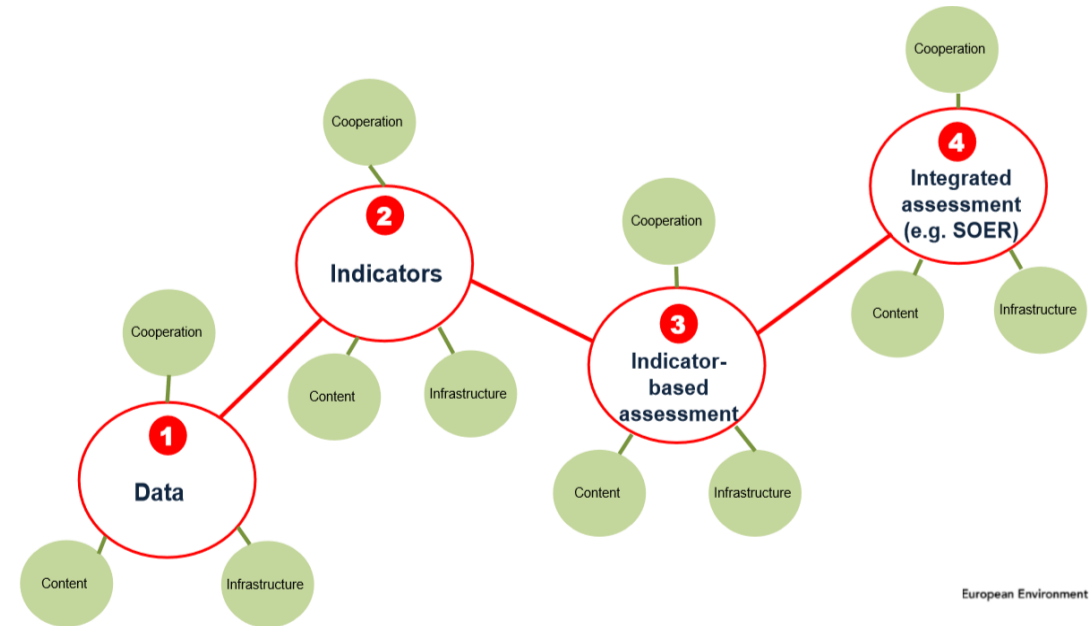 Cooperation
4
Integrated
assessment
(e.g. SOER)
Content
Infrastructure
Cooperation
2
Indicators
Content
Infrastructure
Cooperation
3
Indicator-
based
assessment
Content
Infrastructure
Cooperation
1
Data
Content
Infrastructure
European Environment